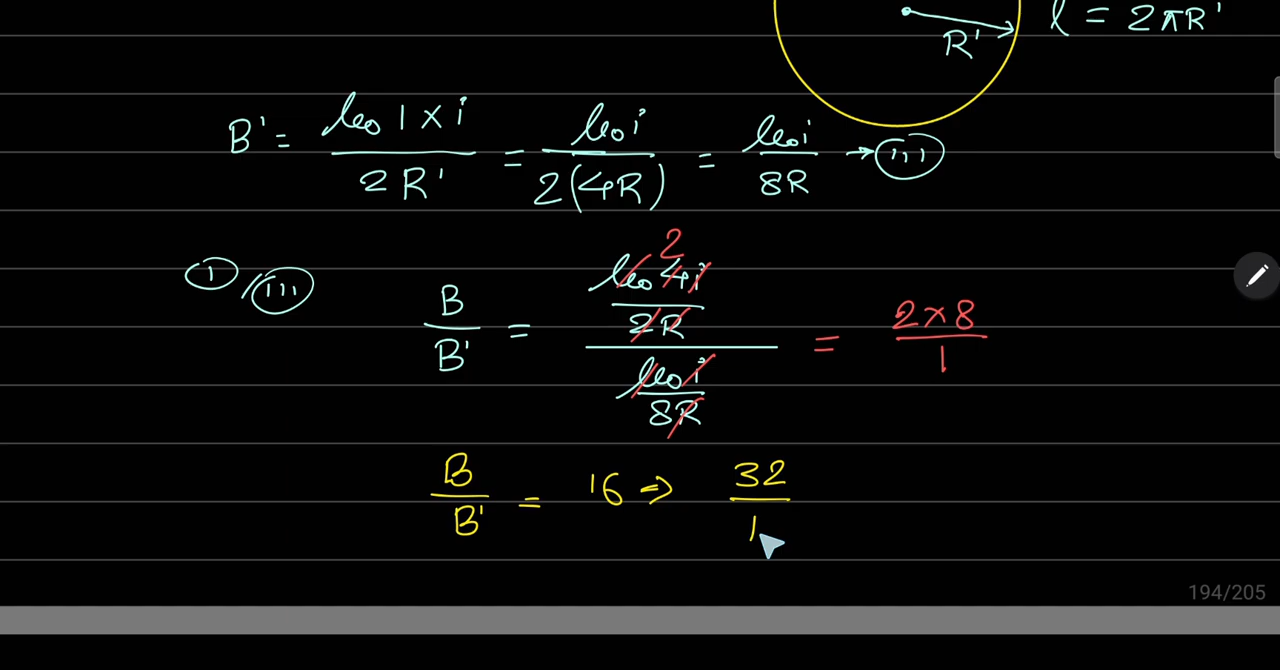 R' l = 2πR'
B' = μ₀ 1 × i / 2R' = μ₀ i / 2(4R) = μ₀ i / 8R → (iii)
(i) / (iii) B / B' = (μ₀ 4i / 2R) / (μ₀ i / 8R) = 2 × 8 / 1
2
B / B' = 16 ⇒ 32 / 1
194/205